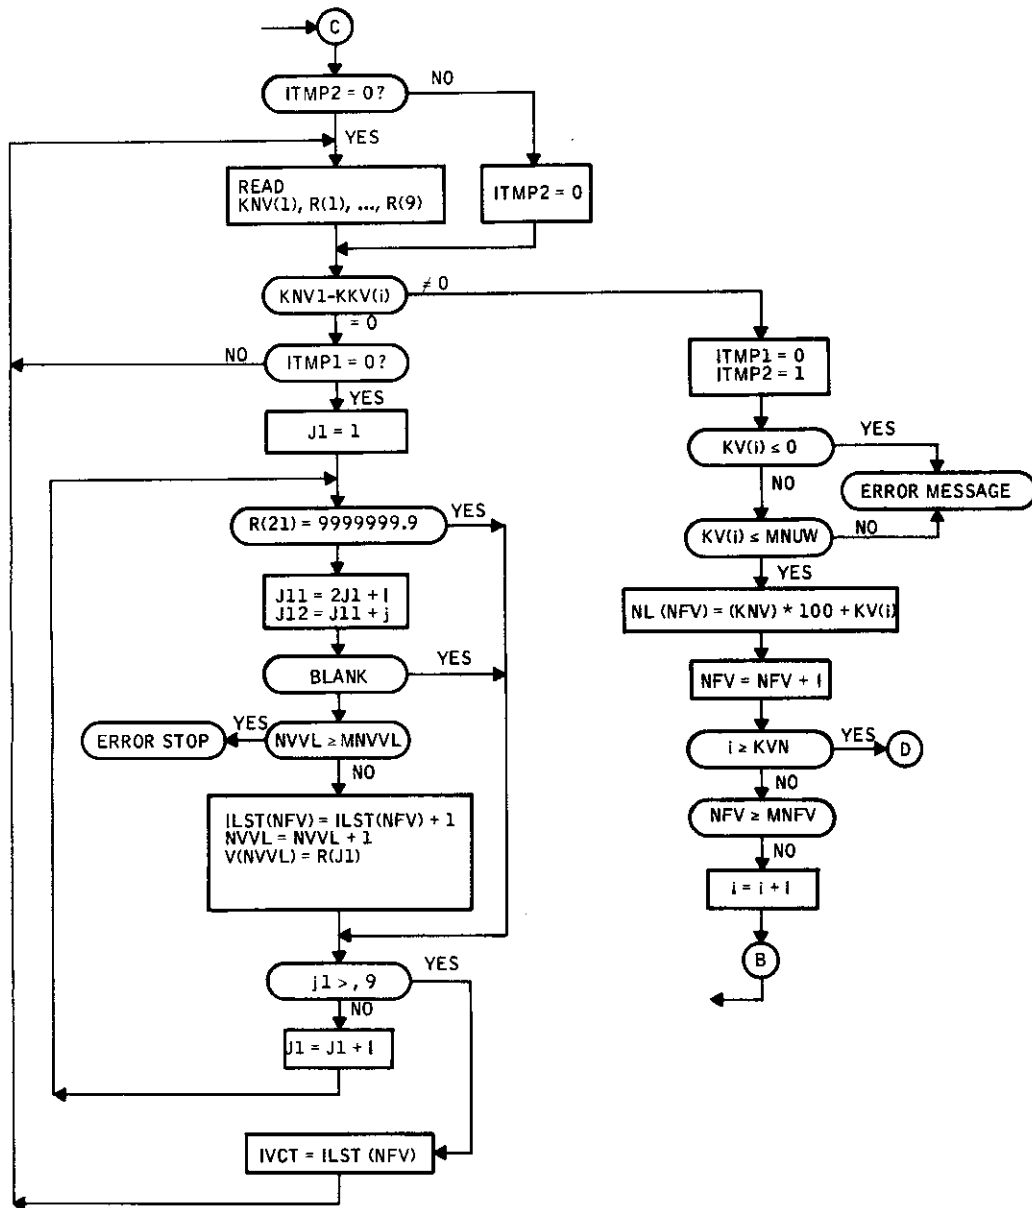 C
ITMP2 = 0?
NO
YES
READ
KNV(1), R(1), ..., R(9)
ITMP2 = 0
KNV1-KKV(i)
≠ 0
= 0
ITMP1 = 0?
NO
YES
J1 = 1
R(21) = 9999999.9
YES
J11 = 2J1 + 1
J12 = J11 + j
BLANK
YES
NVVL ≥ MNVVL
YES
ERROR STOP
NO
ILST(NFV) = ILST(NFV) + 1
NVVL = NVVL + 1
V(NVVL) = R(J1)
j1 >, 9
YES
NO
J1 = J1 + 1
IVCT = ILST (NFV)
ITMP1 = 0
ITMP2 = 1
KV(i) ≤ 0
YES
NO
ERROR MESSAGE
KV(i) ≤ MNUW
NO
YES
NL (NFV) = (KNV) * 100 + KV(i)
NFV = NFV + 1
i ≥ KVN
YES
D
NO
NFV ≥ MNFV
NO
i = i + 1
B